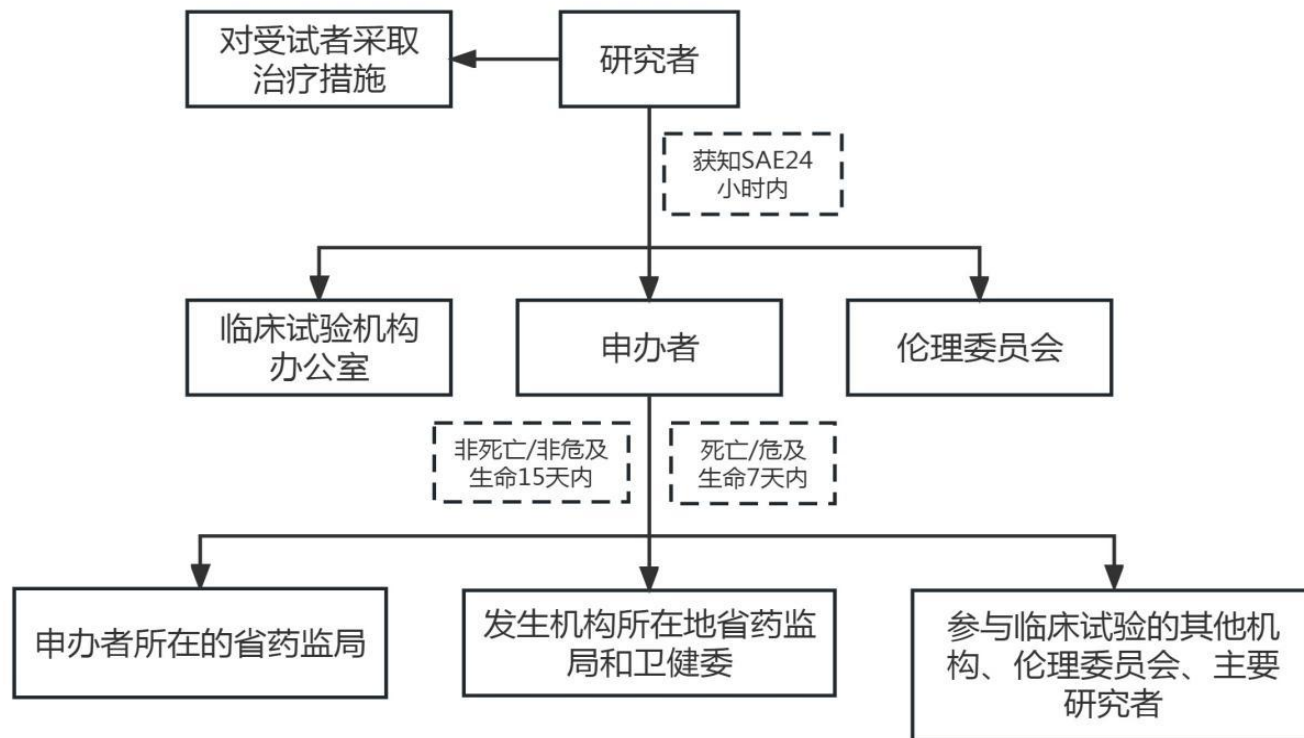 对受试者采取
治疗措施
研究者
获知SAE24
小时内
临床试验机构
办公室
申办者
伦理委员会
非死亡/非危及
生命15天内
死亡/危及
生命7天内
申办者所在的省药监局
发生机构所在地省药监
局和卫健委
参与临床试验的其他机
构、伦理委员会、主要
研究者